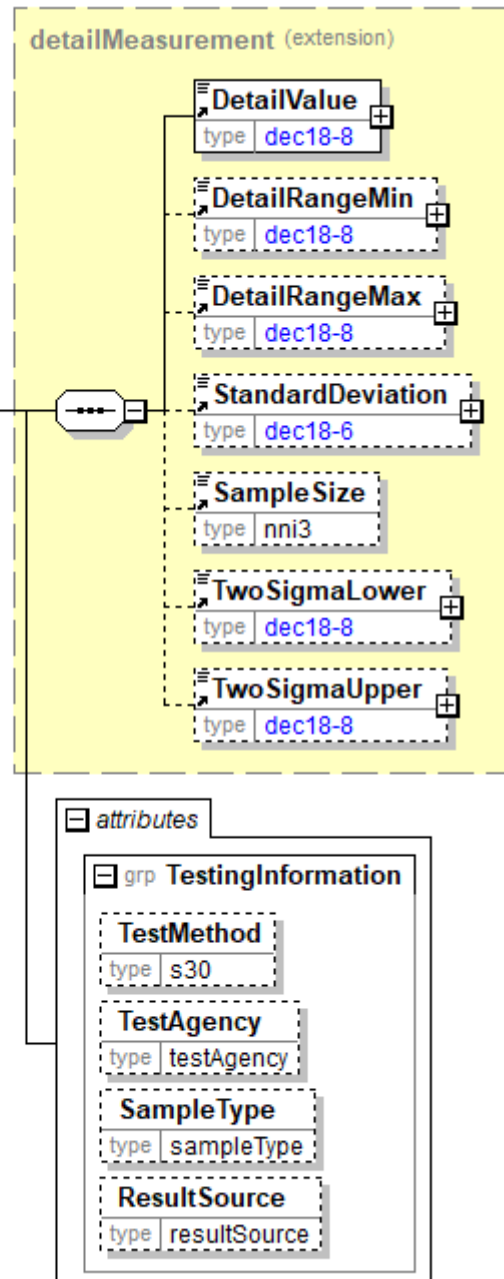 detailMeasurement (extension)
DetailValue
type dec18-8
DetailRangeMin
type dec18-8
DetailRangeMax
type dec18-8
StandardDeviation
type dec18-6
SampleSize
type nni3
TwoSigmaLower
type dec18-8
TwoSigmaUpper
type dec18-8
attributes
grp TestingInformation
TestMethod
type s30
TestAgency
type testAgency
SampleType
type sampleType
ResultSource
type resultSource